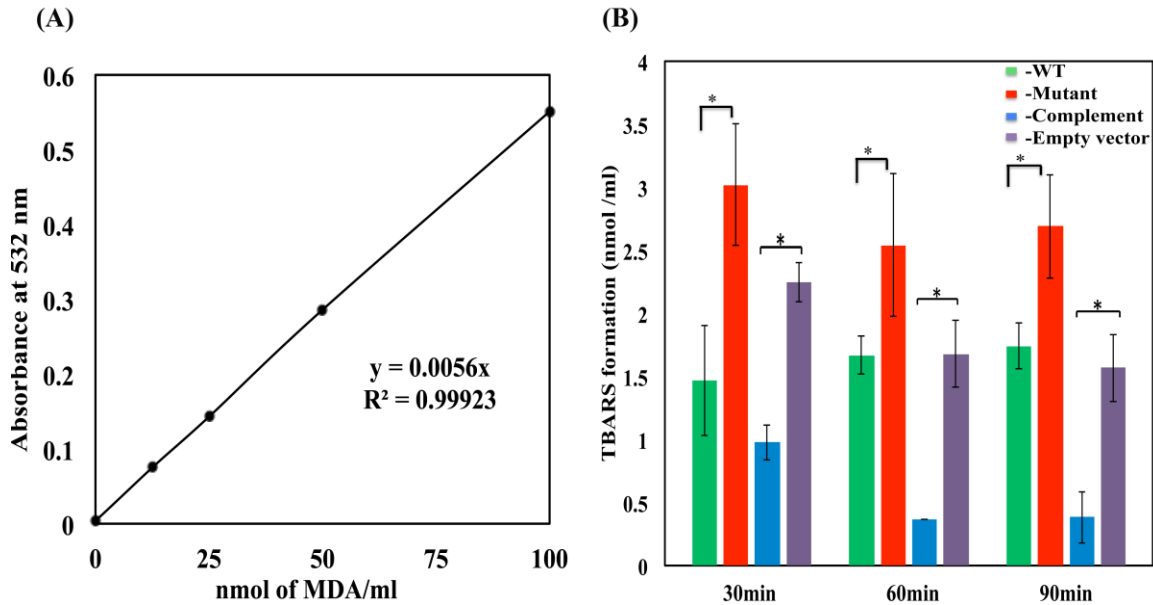 (A)
(B)
Absorbance at 532 nm
0.6
0.5
0.4
0.3
0.2
0.1
0
y = 0.0056x
R² = 0.99923
0
25
50
75
100
nmol of MDA/ml
TBARS formation (nmol /ml)
4
3.5
3
2.5
2
1.5
1
0.5
0
-WT
-Mutant
-Complement
-Empty vector
*
*
*
*
*
*
30min
60min
90min